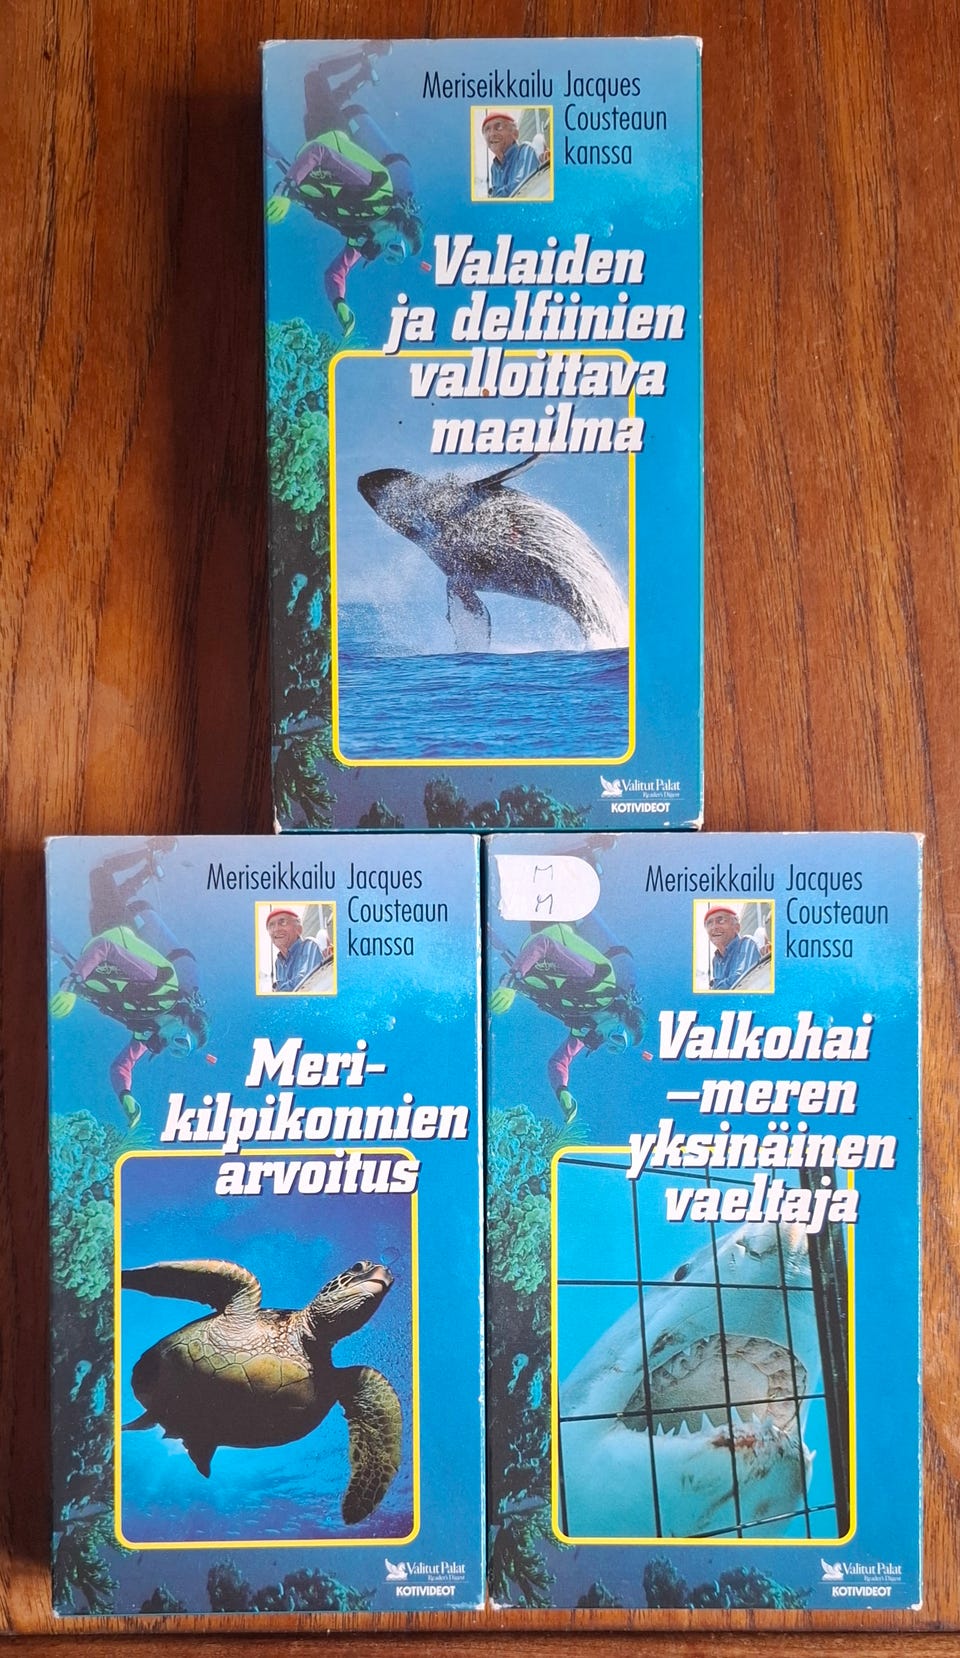 Meriseikkailu Jacques
Cousteaun
kanssa
Valaiden
ja delfiinien
valloittava
maailma
Valitut Palat
Reader's Digest
KOTIVIDEOT
Meriseikkailu Jacques
Cousteaun
kanssa
Meri-
kilpikonnien
arvoitus
Valitut Palat
Reader's Digest
KOTIVIDEOT
M
M
Meriseikkailu Jacques
Cousteaun
kanssa
Valkohai
–meren
yksinäinen
vaeltaja
Valitut Palat
Reader's Digest
KOTIVIDEOT